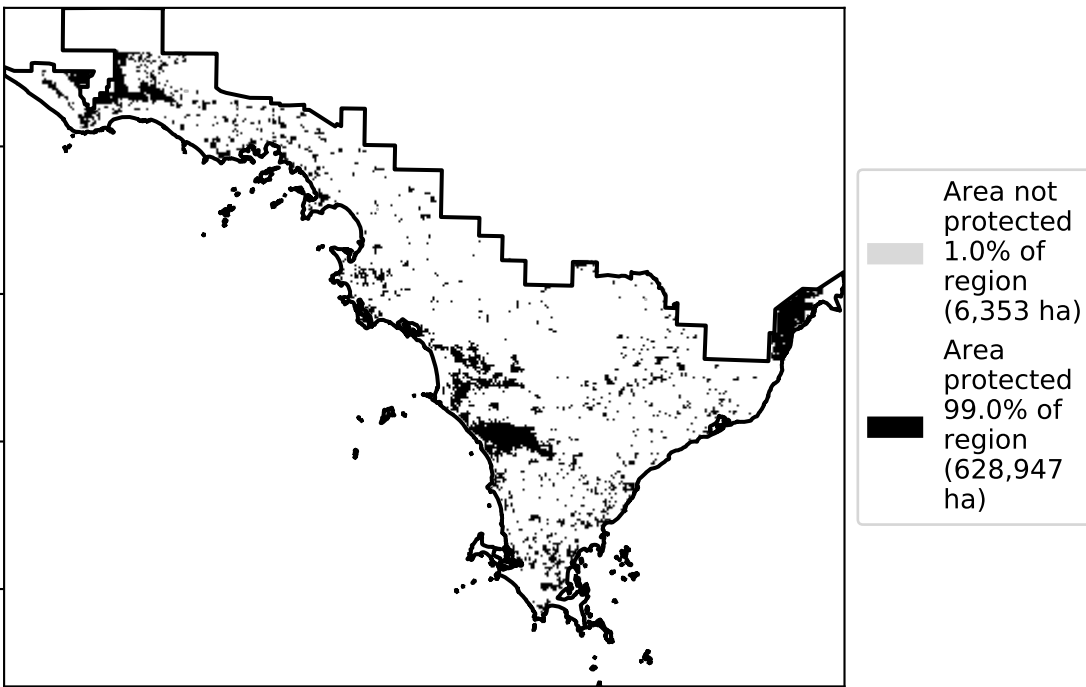 Area not
protected
1.0% of
region
(6,353 ha)
Area
protected
99.0% of
region
(628,947
ha)